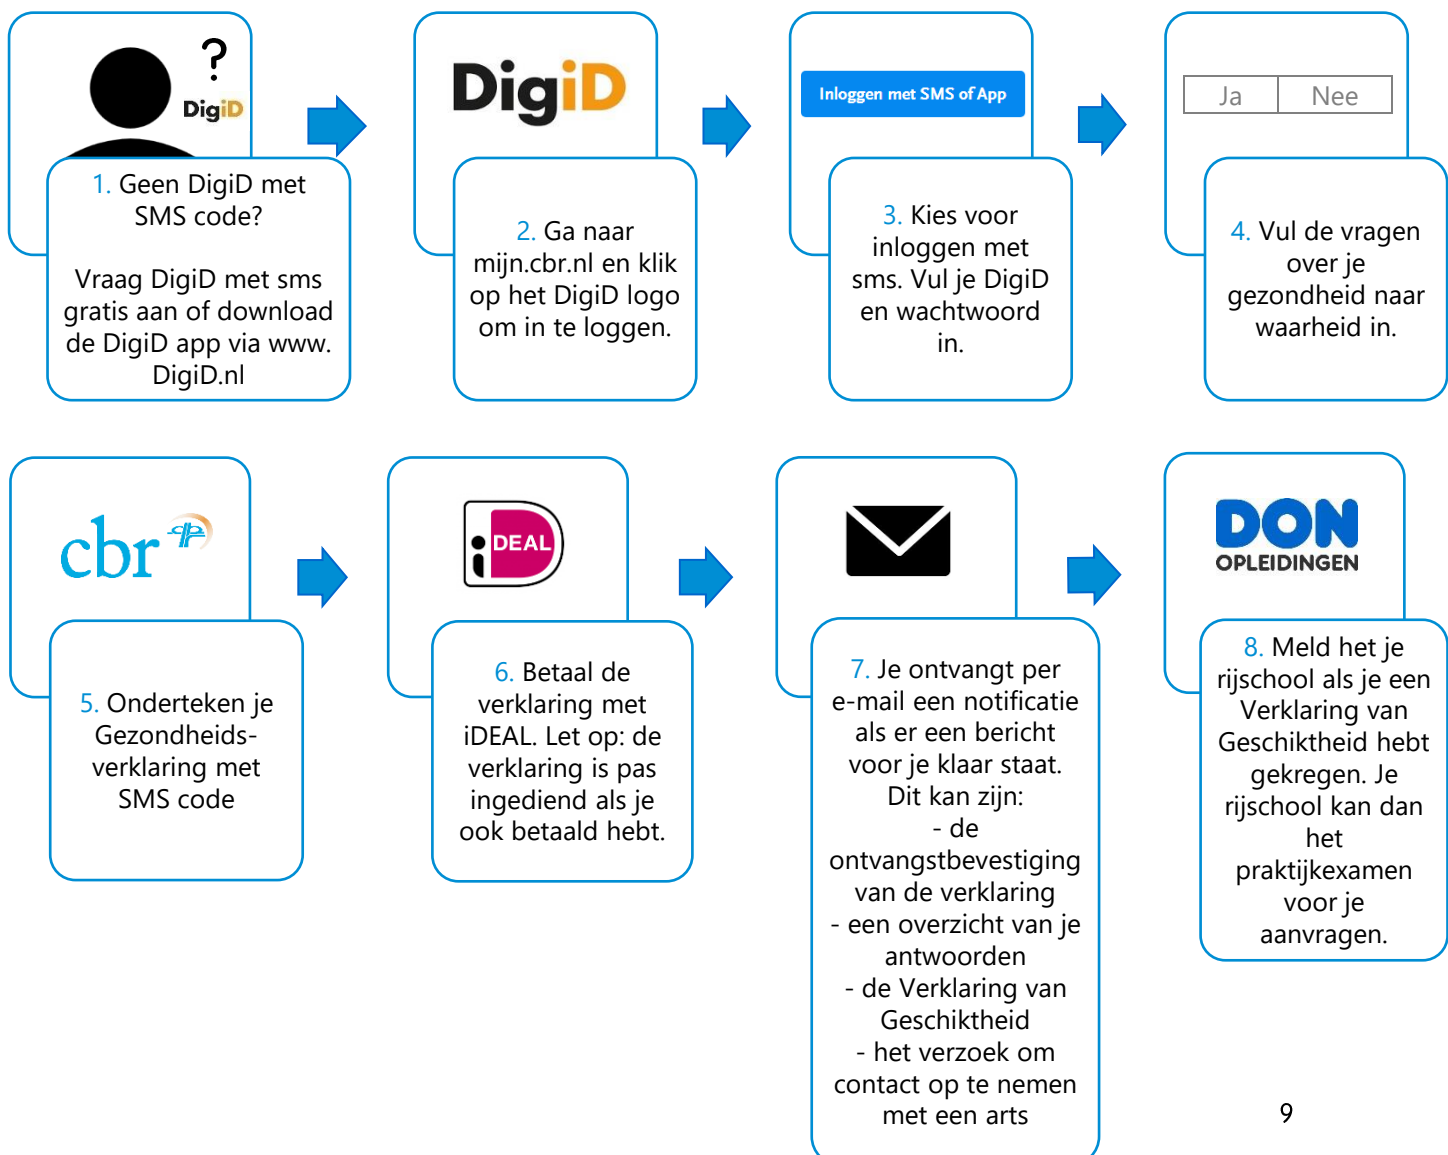 ?
DigiD
1. Geen DigiD met
SMS code?
Vraag DigiD met sms
gratis aan of download
de DigiD app via www.
DigiD.nl
DigiD
2. Ga naar
mijn.cbr.nl en klik
op het DigiD logo
om in te loggen.
Inloggen met SMS of App
3. Kies voor
inloggen met
sms. Vul je DigiD
en wachtwoord
in.
Ja Nee
4. Vul de vragen
over je
gezondheid naar
waarheid in.
cbr
5. Onderteken je
Gezondheids-
verklaring met
SMS code
iDEAL
6. Betaal de
verklaring met
iDEAL. Let op: de
verklaring is pas
ingediend als je
ook betaald hebt.
7. Je ontvangt per
e-mail een notificatie
als er een bericht
voor je klaar staat.
Dit kan zijn:
- de
ontvangstbevestiging
van de verklaring
- een overzicht van je
antwoorden
- de Verklaring van
Geschiktheid
- het verzoek om
contact op te nemen
met een arts
DON
OPLEIDINGEN
8. Meld het je
rijschool als je een
Verklaring van
Geschiktheid hebt
gekregen. Je
rijschool kan dan
het
praktijkexamen
voor je
aanvragen.
9